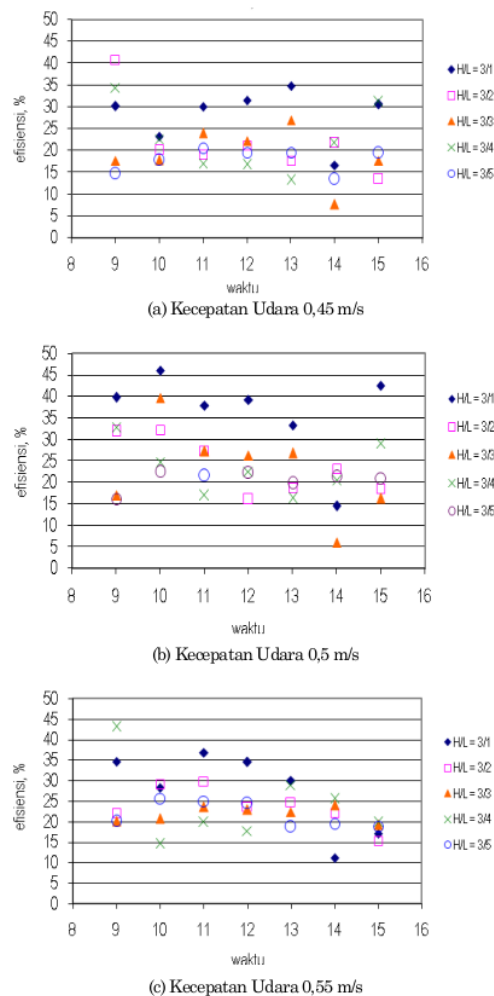 50
45
40
35
30
25
20
15
10
5
0
efisiensi, %
8 9 10 11 12 13 14 15 16
waktu
H/L = 3/1
H/L = 3/2
H/L = 3/3
H/L = 3/4
H/L = 3/5
(a) Kecepatan Udara 0,45 m/s
50
45
40
35
30
25
20
15
10
5
0
efisiensi, %
8 9 10 11 12 13 14 15 16
waktu
H/L = 3/1
H/L = 3/2
H/L = 3/3
H/L = 3/4
H/L = 3/5
(b) Kecepatan Udara 0,5 m/s
50
45
40
35
30
25
20
15
10
5
0
efisiensi, %
8 9 10 11 12 13 14 15 16
waktu
H/L = 3/1
H/L = 3/2
H/L = 3/3
H/L = 3/4
H/L = 3/5
(c) Kecepatan Udara 0,55 m/s